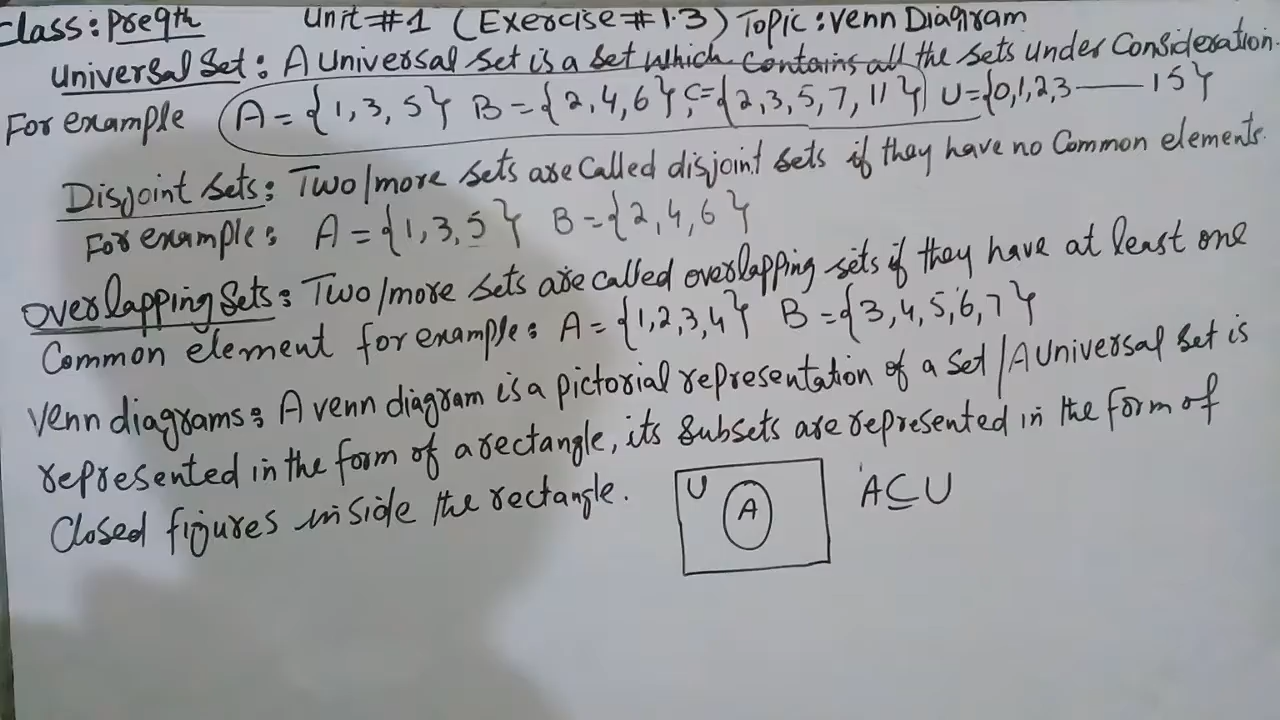 Class: Pre9th Unit #1 (Exercise #1.3) Topic: Venn Diagram
Universal Set: A Universal set is a set which contains all the sets under Consideration.
For example A = {1, 3, 5} B = {2, 4, 6}, C = {2, 3, 5, 7, 11} U = {0, 1, 2, 3 —— 15}
Disjoint sets: Two/more sets are called disjoint sets if they have no Common elements.
For example: A = {1, 3, 5} B = {2, 4, 6}
Overlapping Sets: Two/more sets are called overlapping sets if they have at least one
Common element for example: A = {1, 2, 3, 4} B = {3, 4, 5, 6, 7}
Venn diagrams: A venn diagram is a pictorial representation of a Set / A Universal set is
represented in the form of a rectangle, its subsets are represented in the form of
Closed figures inside the rectangle. U A A ⊆ U